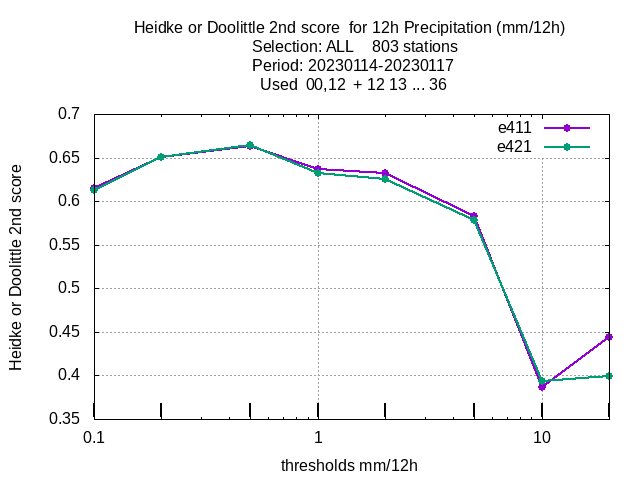 Heidke or Doolittle 2nd score  for 12h Precipitation (mm/12h)
Selection: ALL    803 stations
Period: 20230114-20230117
Used  00,12  + 12 13 ... 36
e411
e421
Heidke or Doolittle 2nd score
0.7
0.65
0.6
0.55
0.5
0.45
0.4
0.35
0.1
1
10
thresholds mm/12h